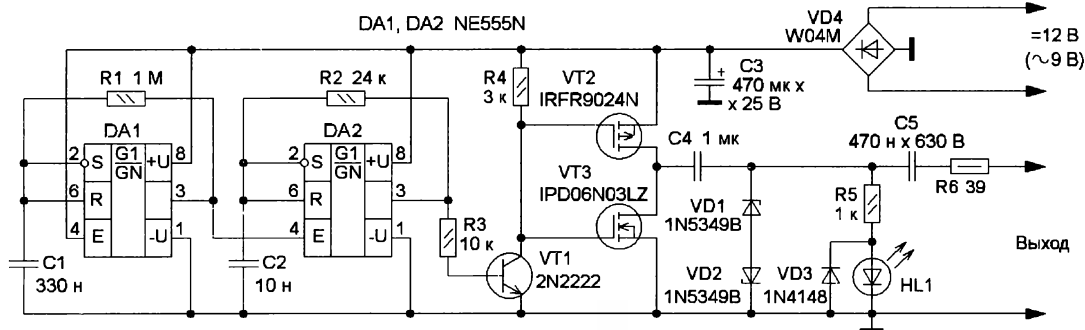 DA1, DA2 NE555N
VD4
W04M
=12 В
(~9 В)
R1 1 М
R2 24 к
R4
3 к
VT2
IRFR9024N
C3
470 мк х
х 25 В
+
DA1
2
S
G1
GN
+U
8
6
R
3
4
E
-U
1
DA2
2
S
G1
GN
+U
8
6
R
3
4
E
-U
1
R3
10 к
C4 1 мк
C5
470 н х 630 В
R6 39
VT3
IPD06N03LZ
VD1
1N5349B
R5
1 к
C1
330 н
C2
10 н
VT1
2N2222
VD2
1N5349B
VD3
1N4148
HL1
Выход